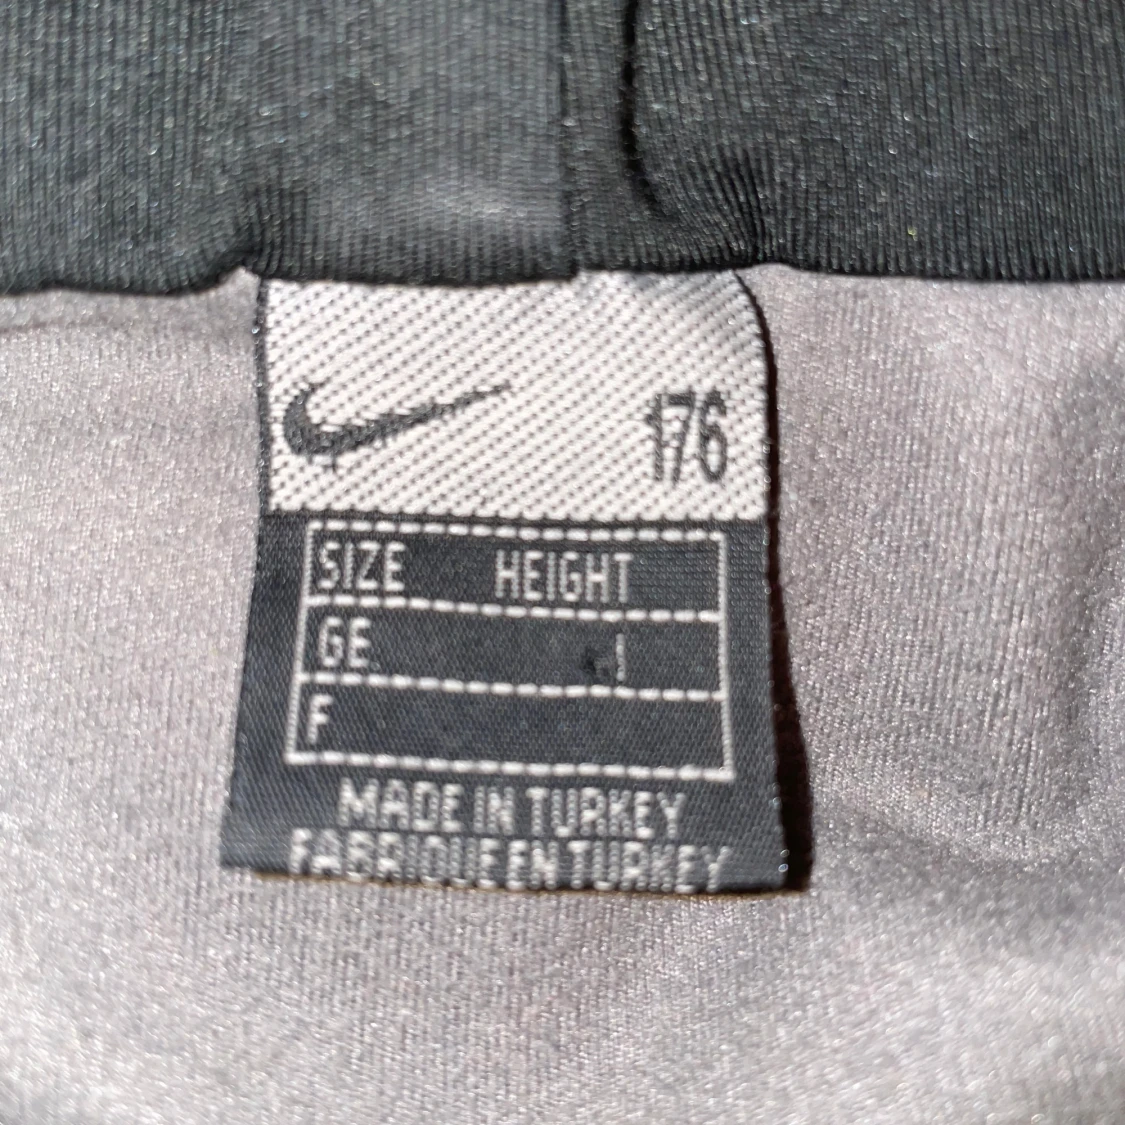 176
SIZE HEIGHT
GE
F
MADE IN TURKEY
FABRIQUE EN TURKEY